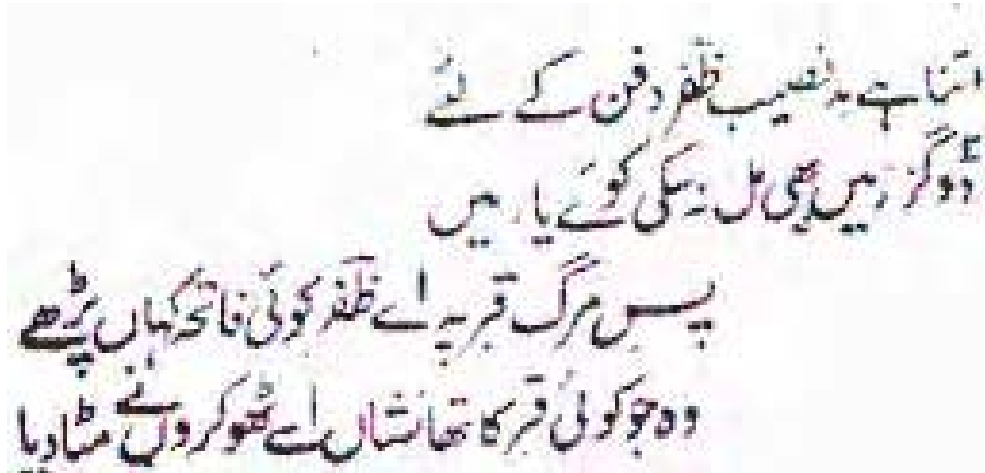 اتنا ہے بد نصیب ظفر دفن کے لئے
دو گز زمیں بھی مل نہ سکی کوئے یار میں
پسِ مرگ قبر پہ اے ظفر کوئی فاتحہ کہاں پڑھے
وہ جو کوئی قبر کا تھا نشاں اسے ٹھوکروں نے مٹا دیا